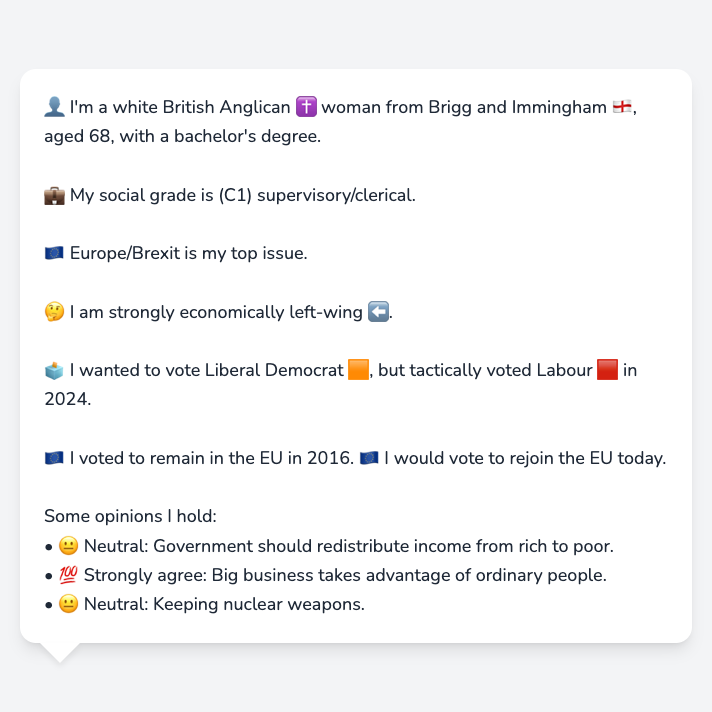 👤 I'm a white British Anglican ✝️ woman from Brigg and Immingham 🏴󠁧󠁢󠁥󠁮󠁧󠁿,
aged 68, with a bachelor's degree.
💼 My social grade is (C1) supervisory/clerical.
🇪🇺 Europe/Brexit is my top issue.
🤔 I am strongly economically left-wing ⬅️.
🗳️ I wanted to vote Liberal Democrat 🟧, but tactically voted Labour 🟥 in
2024.
🇪🇺 I voted to remain in the EU in 2016. 🇪🇺 I would vote to rejoin the EU today.
Some opinions I hold:
• 😐 Neutral: Government should redistribute income from rich to poor.
• 💯 Strongly agree: Big business takes advantage of ordinary people.
• 😐 Neutral: Keeping nuclear weapons.